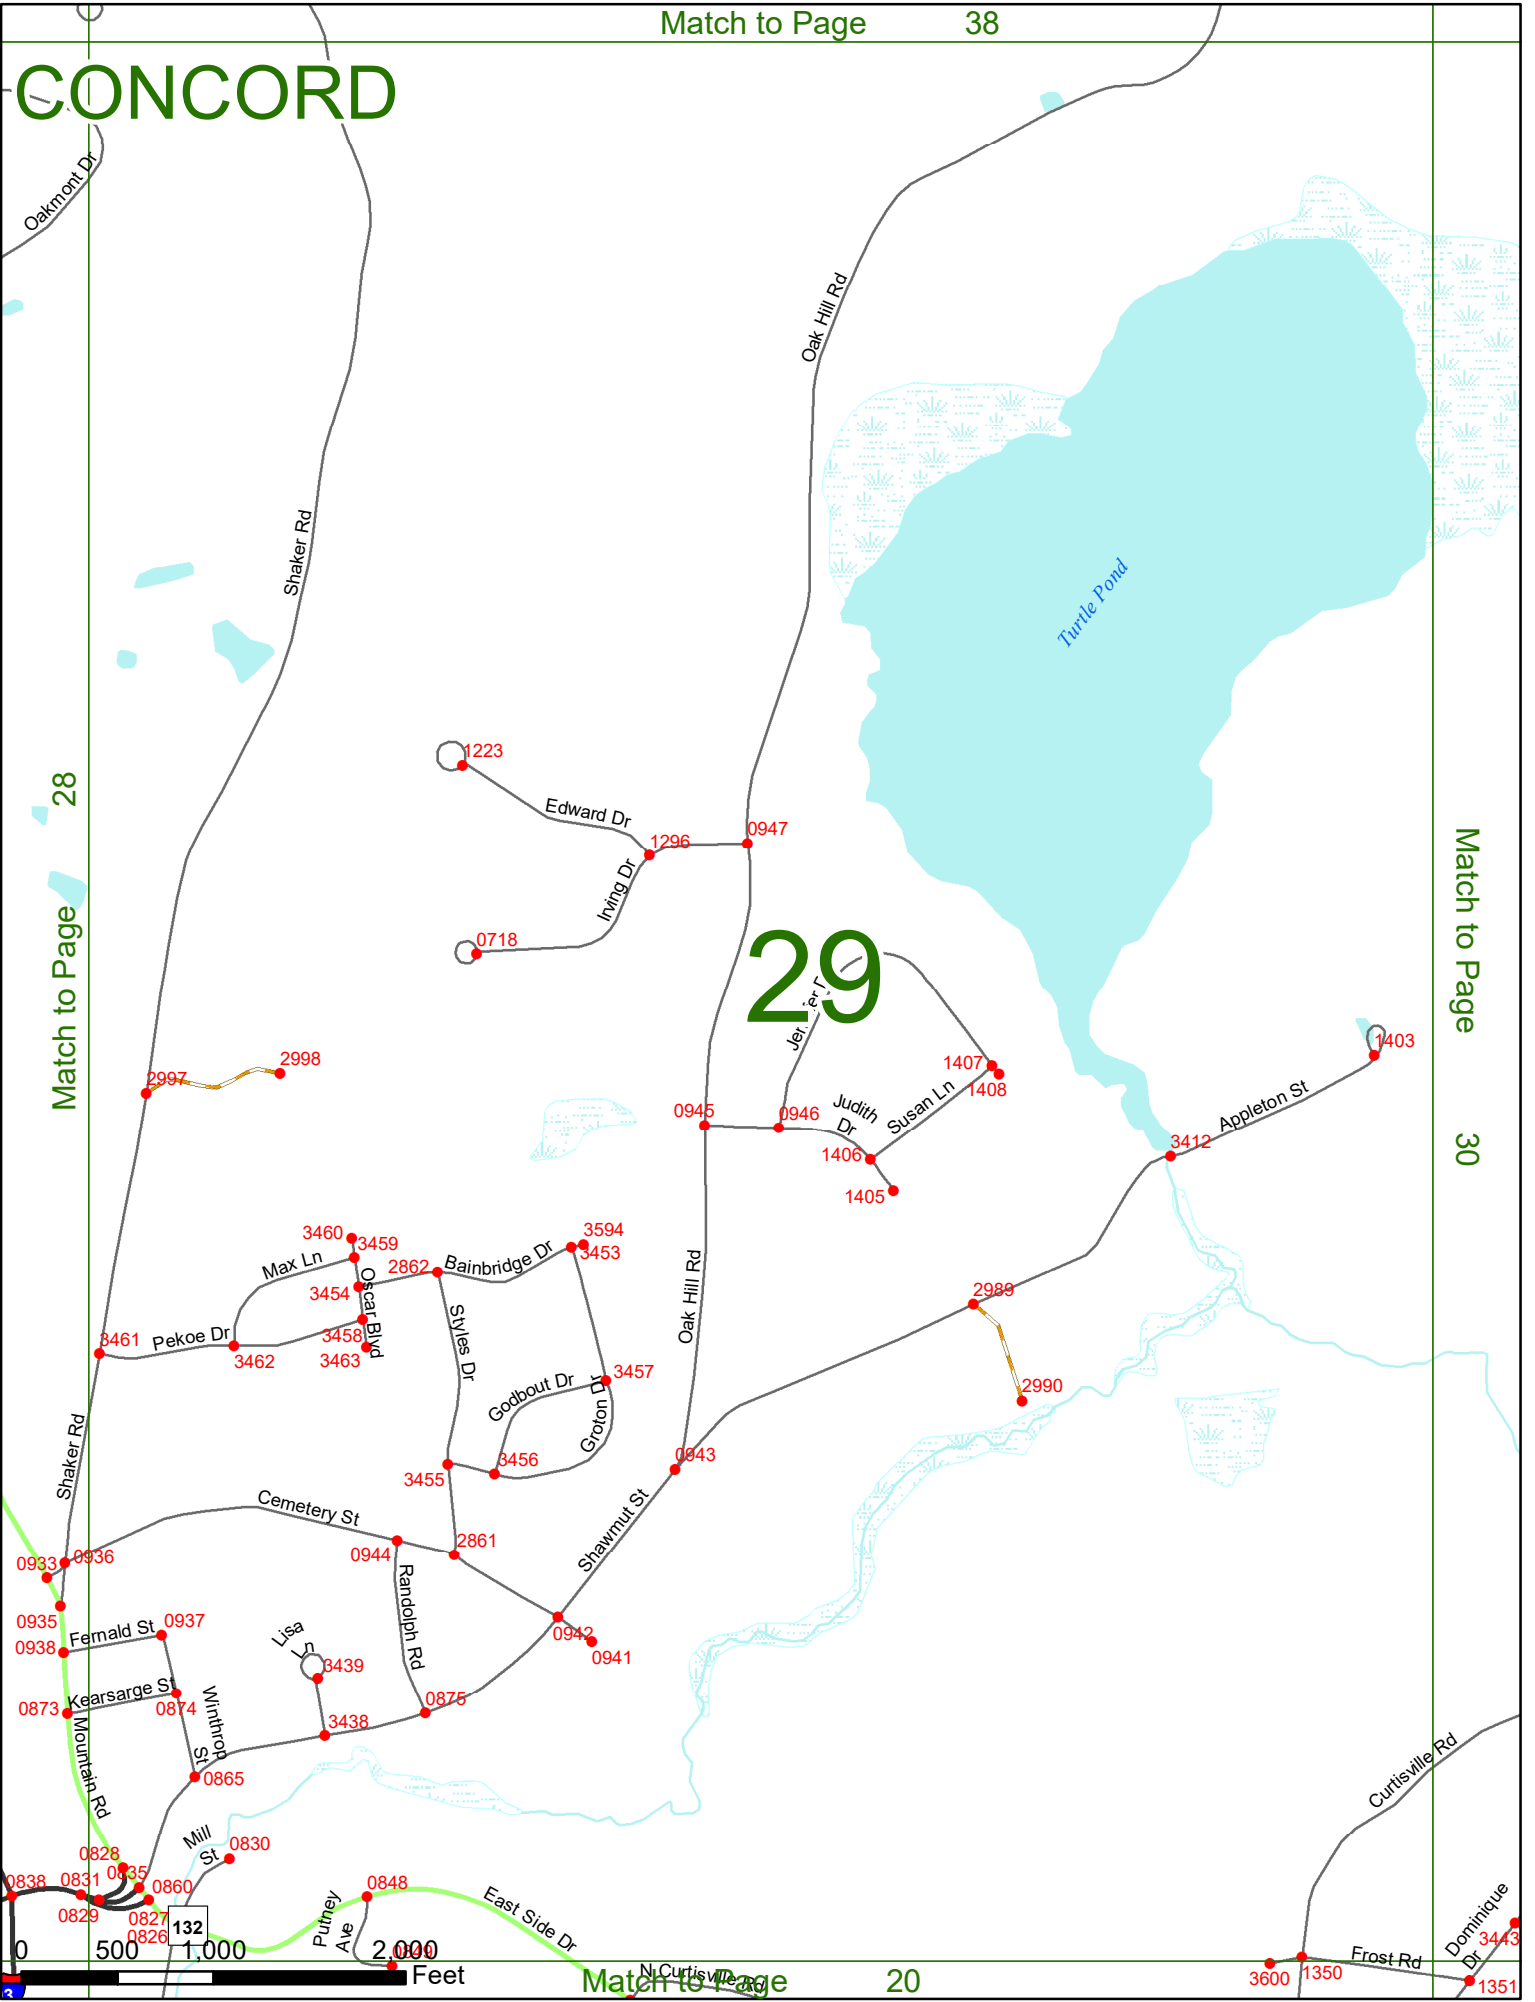 Match to Page 38
CONCORD
Oakmont Dr
Oak Hill Rd
Shaker Rd
Turtle Pond
1223
28
Match to Page
Edward Dr
1296
0947
Irving Dr
0718
29
Match to Page
30
2997
2998
1407
1408
1403
0945
0946
Judith
Dr
Susan Ln
Appleton St
3412
1406
1405
3460
3459
3594
3453
Max Ln
2862
Bainbridge Dr
3454
Oscar Blvd
2989
3461
Pekoe Dr
3462
3458
3463
Styles Dr
Oak Hill Rd
3457
Godbout Dr
Groton Dr
2990
Shaker Rd
3455
3456
0943
Cemetery St
Shawmut St
0944
2861
0933
0936
0935
Randolph Rd
0938
Fernald St
0937
Lisa
Ln
0942
0941
3439
0873
Kearsarge St
0874
Winthrop
St
0875
3438
Mountain Rd
0865
Curtisville Rd
Mill
St
0830
0828
0835
0838
0831
0860
0829
0827
0826
132
0848
Putney
Ave
0849
East Side Dr
Dominique
Dr
3443
Frost Rd
3600
1350
1351
0 500 1,000 2,000
Feet
3
N Curtisville Rd
Match to Page 20